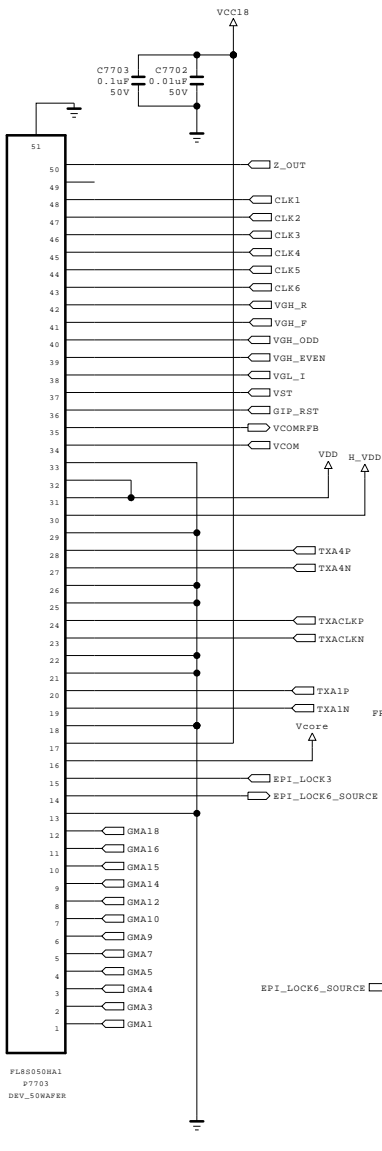 VCC18
C7703
0.1uF
50V
C7702
0.01uF
50V
51
50 Z_OUT
49
48 CLK1
47 CLK2
46 CLK3
45 CLK4
44 CLK5
43 CLK6
42 VGH_R
41 VGH_F
40 VGH_ODD
39 VGH_EVEN
38 VGL_I
37 VST
36 GIP_RST
35 VCOMRFB
34 VCOM
33
VDD H_VDD
32
31
30
29
28 TXA4P
27 TXA4N
26
25
24 TXACLKP
23 TXACLKN
22
21
20 TXA1P
19 TXA1N
FR
18
Vcore
17
16
15 EPI_LOCK3
14 EPI_LOCK6_SOURCE
13
12 GMA18
11 GMA16
10 GMA15
9 GMA14
8 GMA12
7 GMA10
6 GMA9
5 GMA7
4 GMA5
3 GMA4
EPI_LOCK6_SOURCE
2 GMA3
1 GMA1
FL8S050HA1
P7703
DEV_50WAFER